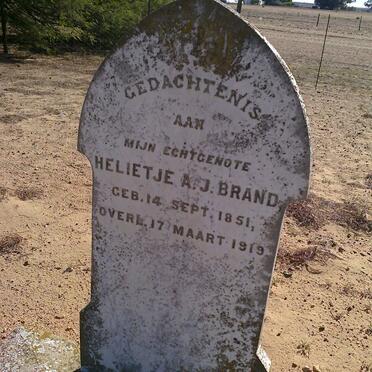 GEDACHTENIS
AAN
MIJN ECHTGENOTE
HELIETJE A.J. BRAND
GEB. 14 SEPT. 1851,
OVERL. 17 MAART 1919